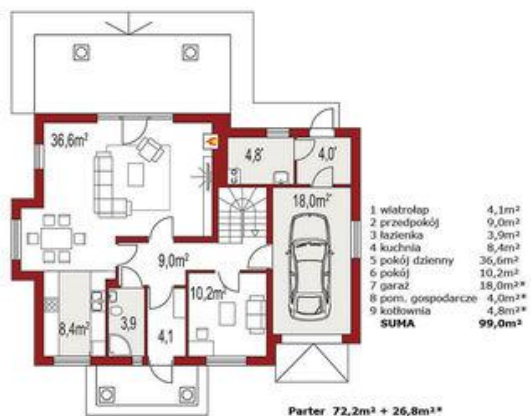 36,6m²
4,8*
4,0*
18,0m²*
9,0m²
10,2m²
8,4m²
3,9
4,1
1 wiatrołap 4,1m²
2 przedpokój 9,0m²
3 łazienka 3,9m²
4 kuchnia 8,4m²
5 pokój dzienny 36,6m²
6 pokój 10,2m²
7 garaż 18,0m²*
8 pom. gospodarcze 4,0m²*
9 kotłownia 4,8m²*
SUMA 99,0m²
Parter 72,2m² + 26,8m²*